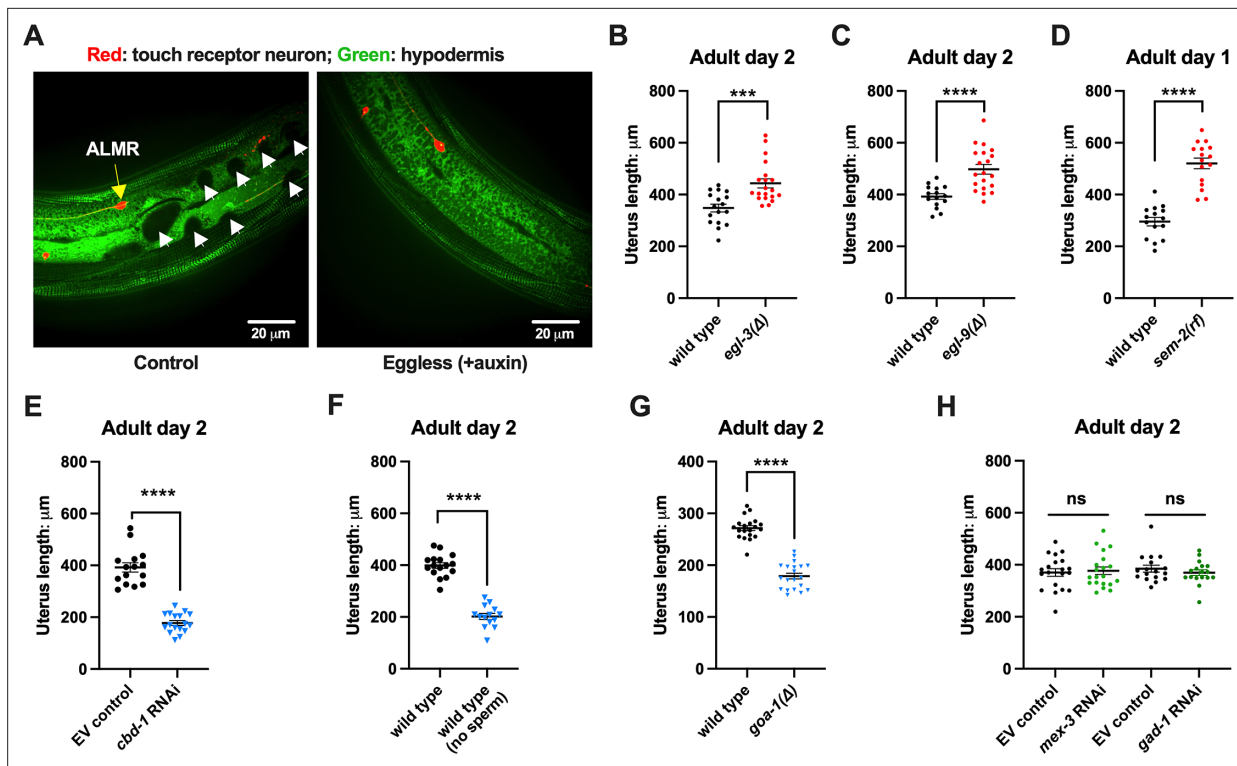 A
Red: touch receptor neuron; Green: hypodermis
ALMR
20 μm
20 μm
Control
Eggless (+auxin)
B
Adult day 2
***
Uterus length: μm
800
600
400
200
0
wild type
egl-3(Δ)
C
Adult day 2
****
Uterus length: μm
800
600
400
200
0
wild type
egl-9(Δ)
D
Adult day 1
****
Uterus length: μm
800
600
400
200
0
wild type
sem-2(rf)
E
Adult day 2
****
Uterus length: μm
800
600
400
200
0
EV control
cbd-1 RNAi
F
Adult day 2
****
Uterus length: μm
800
600
400
200
0
wild type
wild type
(no sperm)
G
Adult day 2
****
Uterus length: μm
400
300
200
100
0
wild type
goa-1(Δ)
H
Adult day 2
ns
ns
Uterus length: μm
800
600
400
200
0
EV control
mex-3 RNAi
EV control
gad-1 RNAi